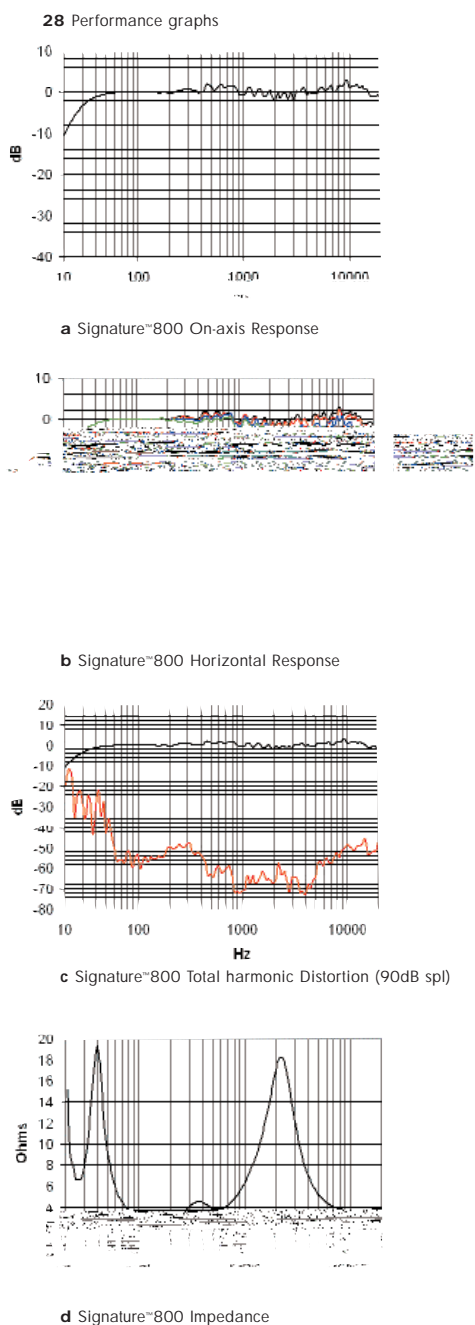 28 Performance graphs
10
0
-10
-20
-30
-40
dB
10 100 1000 10000
a Signature™800 On-axis Response
10
0
b Signature™800 Horizontal Response
20
10
0
-10
-20
-30
-40
-50
-60
-70
-80
dB
10 100 1000 10000
Hz
c Signature™800 Total harmonic Distortion (90dB spl)
20
18
16
14
12
10
8
6
4
Ohms
d Signature™800 Impedance